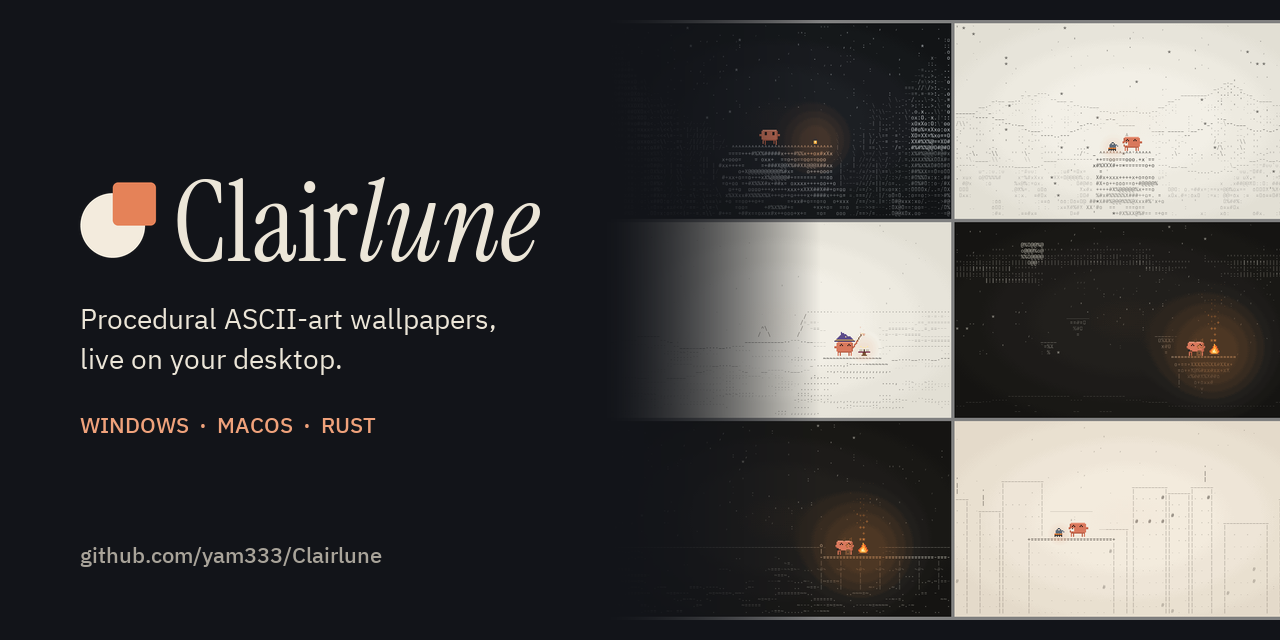 Clairlune
Procedural ASCII-art wallpapers,
live on your desktop.
WINDOWS · MACOS · RUST
github.com/yam333/Clairlune